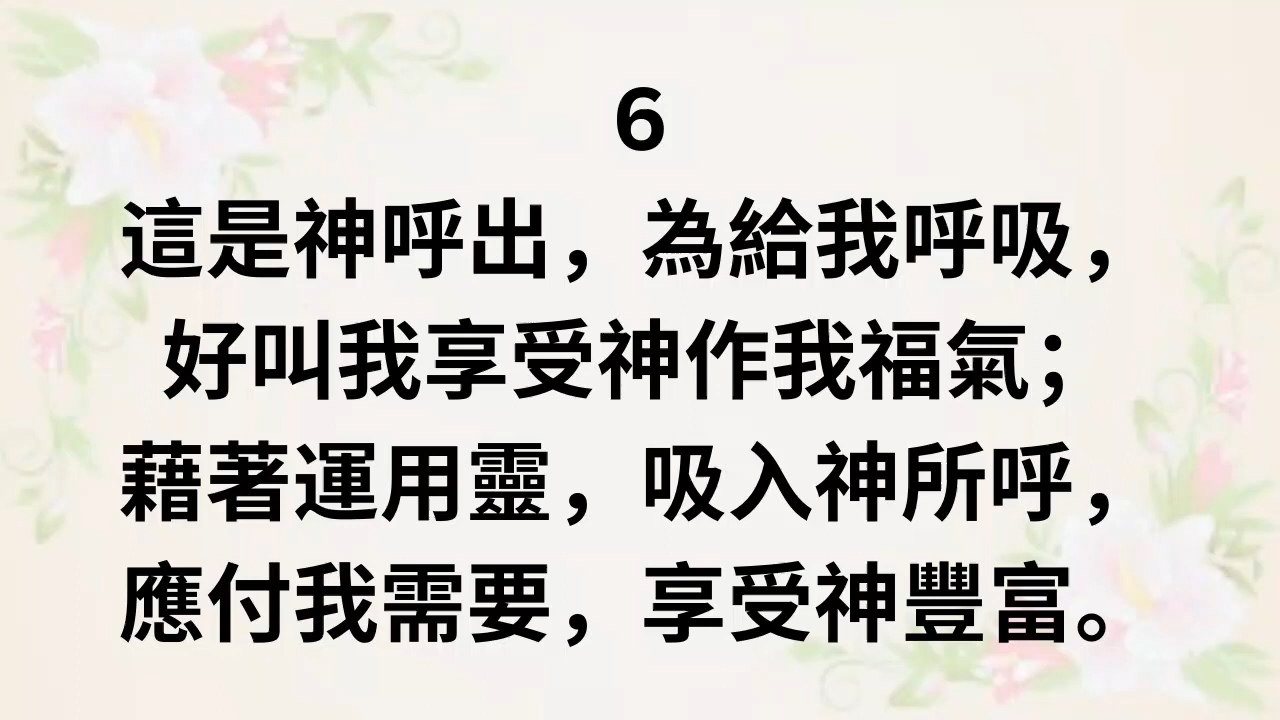 6
這是神呼出，為給我呼吸，
好叫我享受神作我福氣；
藉著運用靈，吸入神所呼，
應付我需要，享受神豐富。